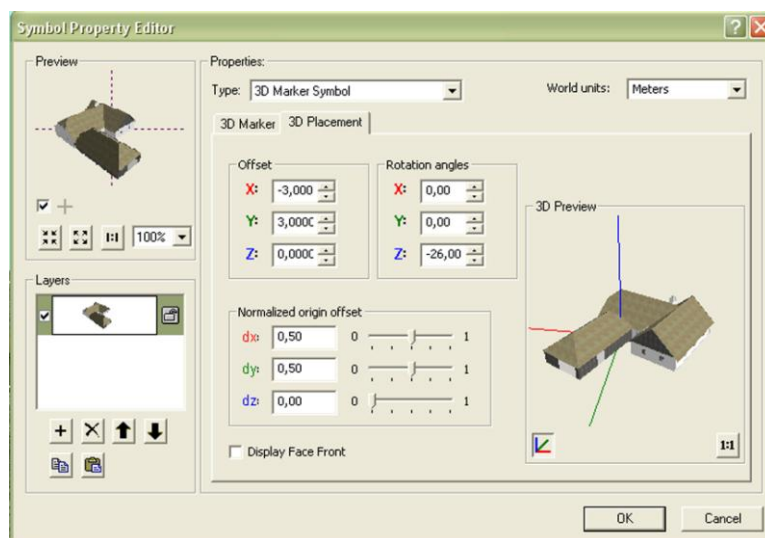 Symbol Property Editor
Preview
100%
Layers
Properties:
Type: 3D Marker Symbol World units: Meters
3D Marker 3D Placement
Offset
X: -3,000
Y: 3,000C
Z: 0,000C
Rotation angles
X: 0,00
Y: 0,00
Z: -26,00
3D Preview
Normalized origin offset
dx: 0,50 0 1
dy: 0,50 0 1
dz: 0,00 0 1
Display Face Front
1:1
1:1
OK Cancel